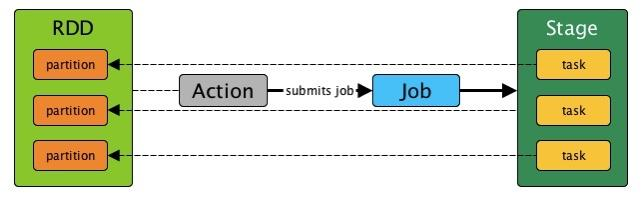 RDD
Stage
partition
task
Action
submits job
Job
partition
task
partition
task